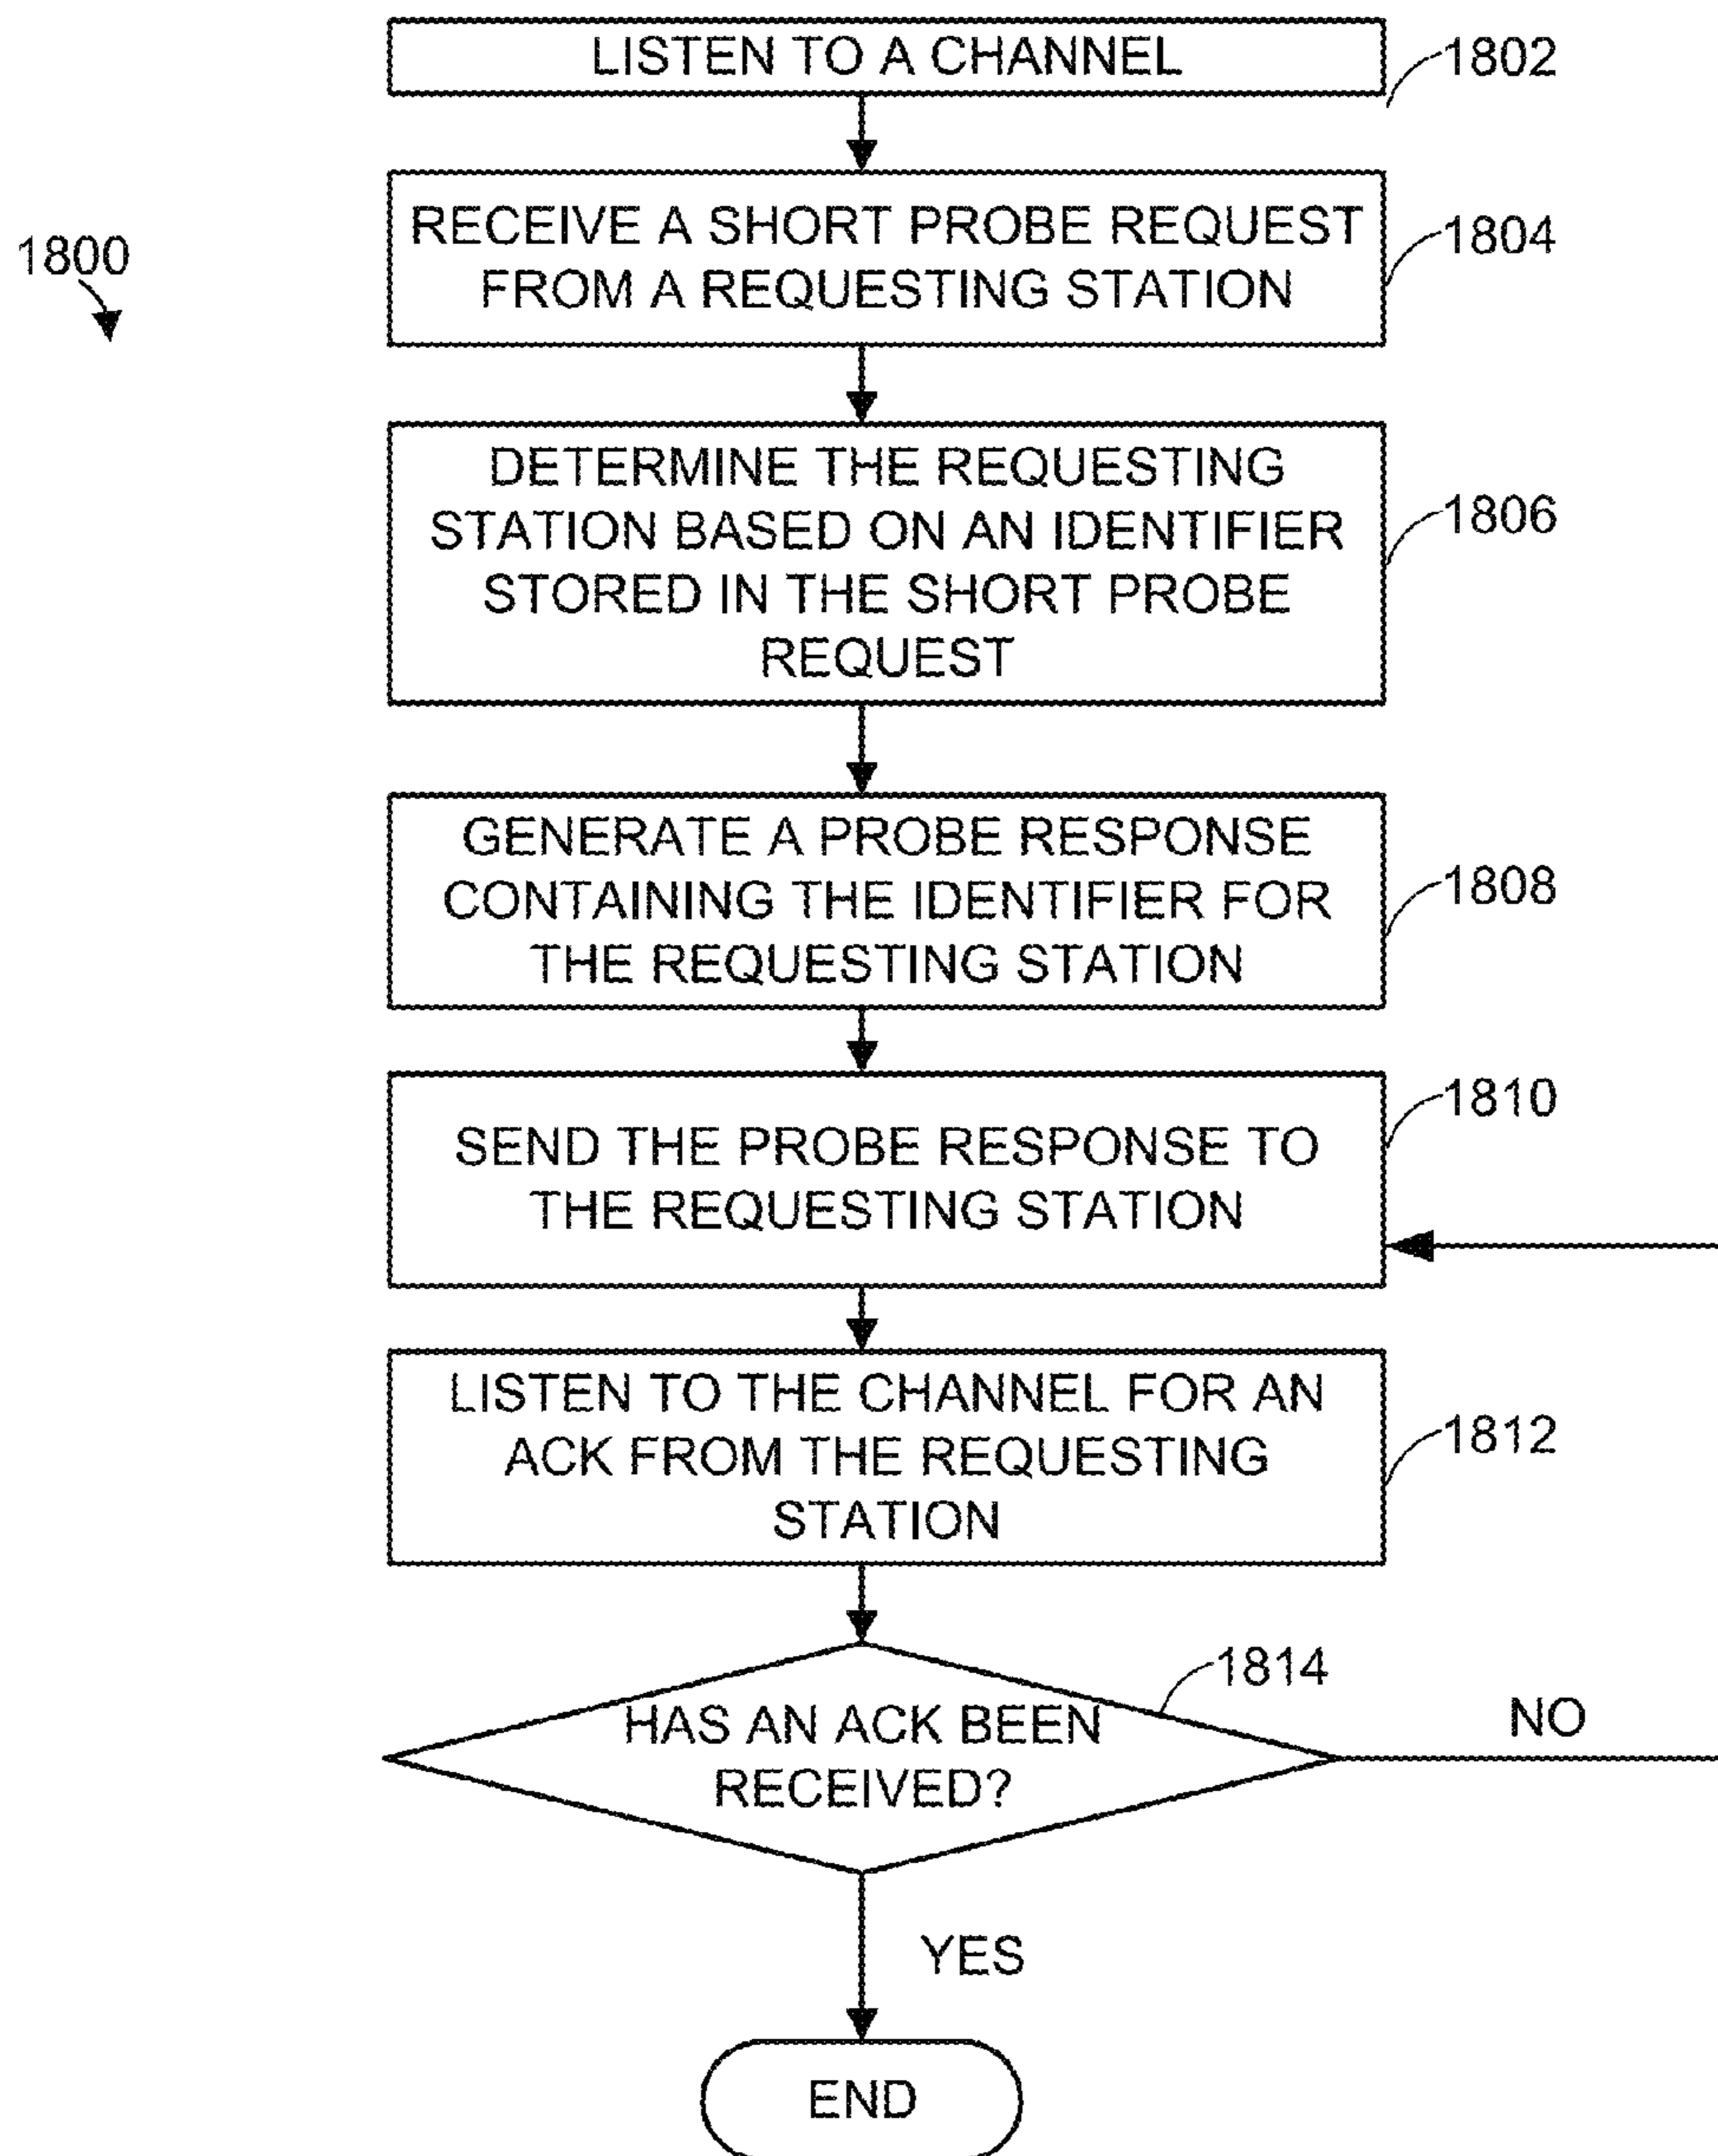 LISTEN TO A CHANNEL
1802
1800
RECEIVE A SHORT PROBE REQUEST
FROM A REQUESTING STATION
1804
DETERMINE THE REQUESTING
STATION BASED ON AN IDENTIFIER
STORED IN THE SHORT PROBE
REQUEST
1806
GENERATE A PROBE RESPONSE
CONTAINING THE IDENTIFIER FOR
THE REQUESTING STATION
1808
SEND THE PROBE RESPONSE TO
THE REQUESTING STATION
1810
LISTEN TO THE CHANNEL FOR AN
ACK FROM THE REQUESTING
STATION
1812
HAS AN ACK BEEN
RECEIVED?
1814
NO
YES
END